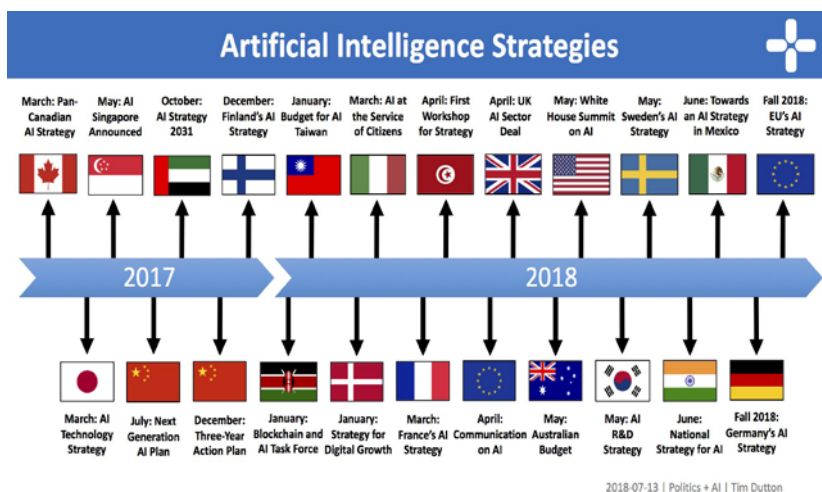 Artificial Intelligence Strategies
March: Pan-
Canadian
AI Strategy
May: AI
Singapore
Announced
October:
AI Strategy
2031
December:
Finland's AI
Strategy
January:
Budget for AI
Taiwan
March: AI at
the Service of
Citizens
April: First
Workshop
for Strategy
April: UK
AI Sector
Deal
May: White
House Summit
on AI
May:
Sweden's AI
Strategy
June: Towards
an AI Strategy
in Mexico
Fall 2018:
EU's AI
Strategy
2017
2018
March: AI
Technology
Strategy
July: Next
Generation
AI Plan
December:
Three-Year
Action Plan
January:
Blockchain and
AI Task Force
January:
Strategy for
Digital Growth
March:
France's AI
Strategy
April:
Communication
on AI
May:
Australian
Budget
May: AI
R&D
Strategy
June:
National
Strategy for AI
Fall 2018:
Germany's AI
Strategy
2018-07-13 | Politics + AI | Tim Dutton